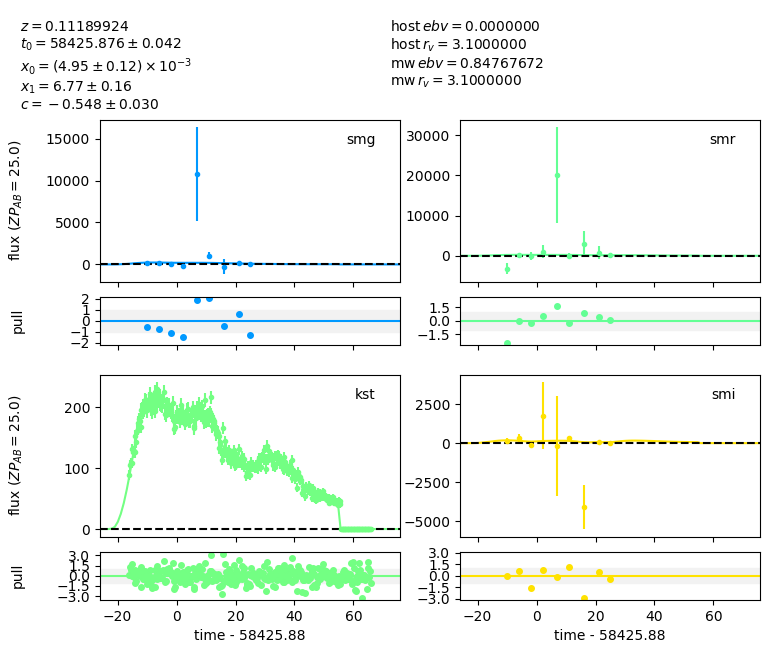 z = 0.11189924
t₀ = 58425.876 ± 0.042
x₀ = (4.95 ± 0.12) × 10⁻³
x₁ = 6.77 ± 0.16
c = −0.548 ± 0.030
host ebv = 0.0000000
host r_v = 3.1000000
mw ebv = 0.84767672
mw r_v = 3.1000000
smg
15000
10000
5000
0
flux (ZP_AB = 25.0)
smr
30000
20000
10000
0
2
1
0
−1
−2
pull
1.5
0.0
−1.5
kst
200
100
0
flux (ZP_AB = 25.0)
smi
2500
0
−2500
−5000
3.0
1.5
0.0
−1.5
−3.0
pull
−20
0
20
40
60
time - 58425.88
3.0
1.5
0.0
−1.5
−3.0
−20
0
20
40
60
time - 58425.88